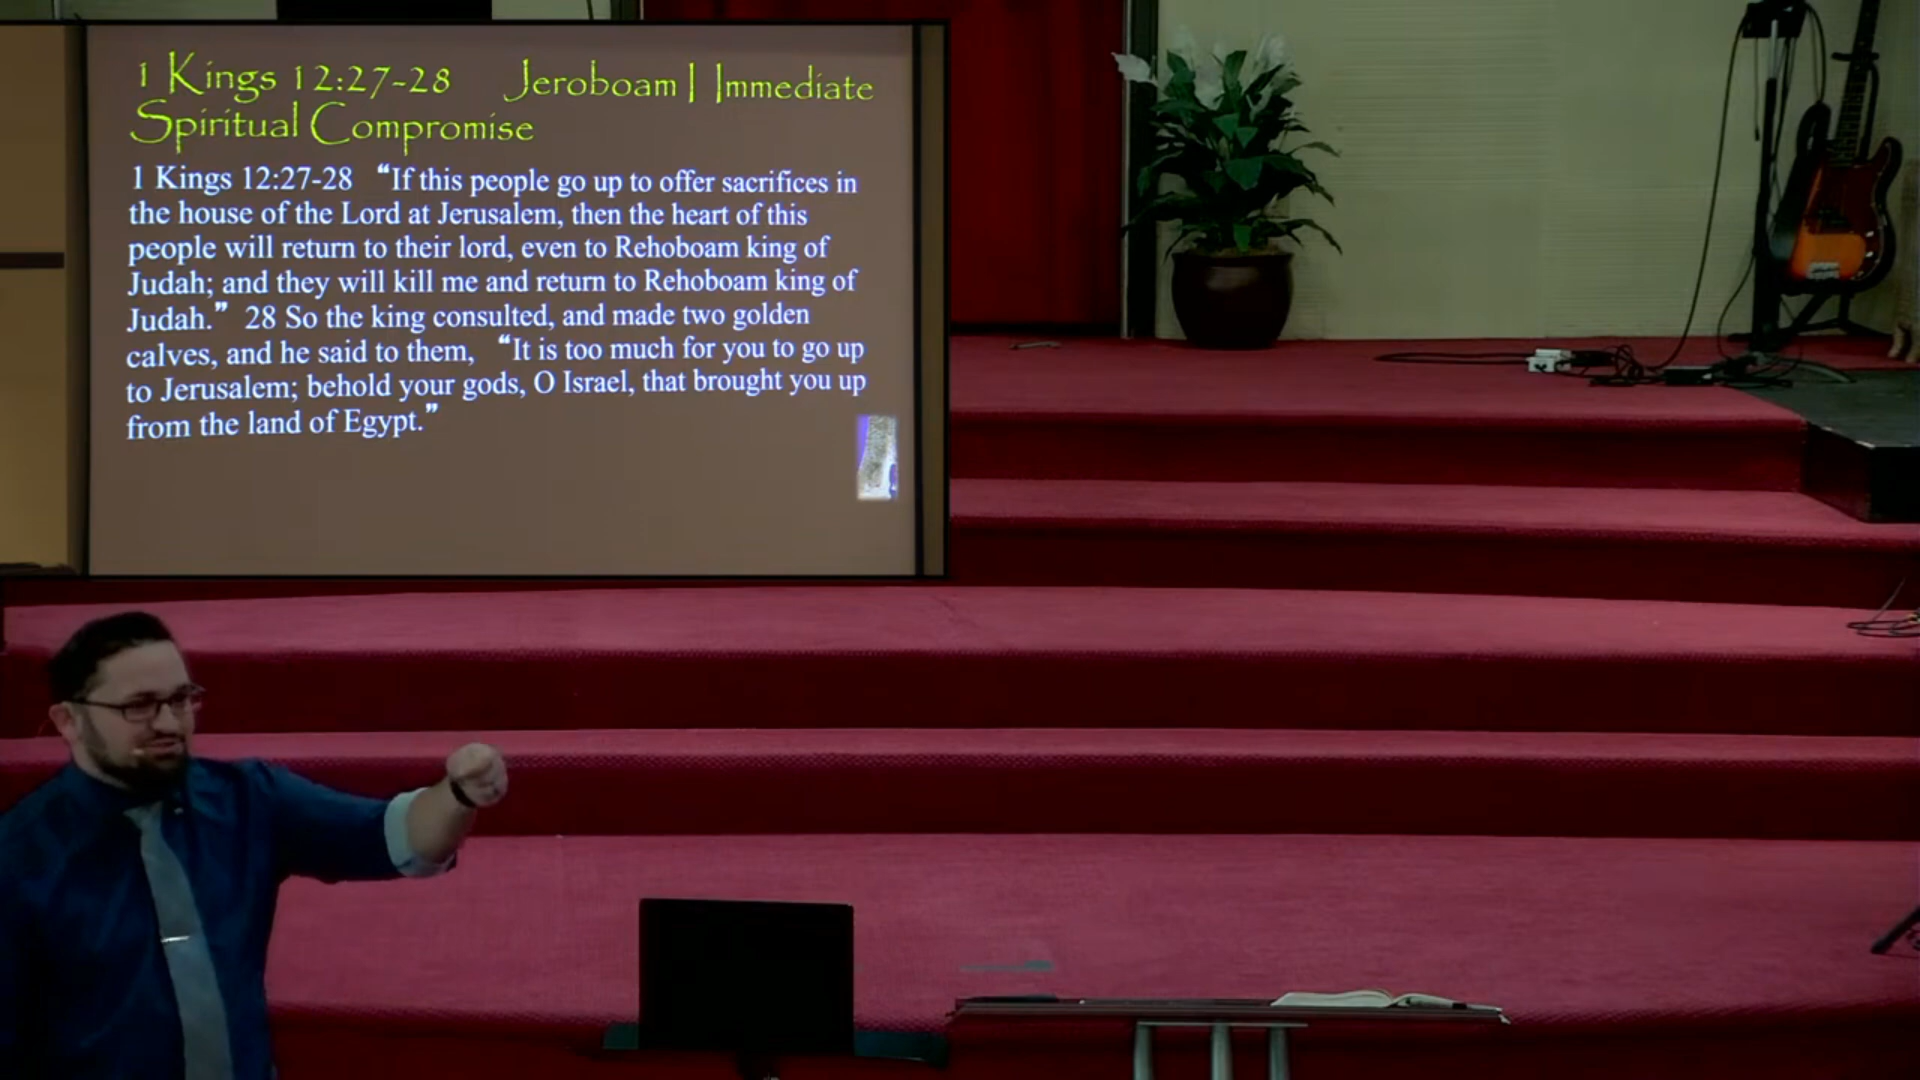 1 Kings 12:27-28 Jeroboam | Immediate
Spiritual Compromise
1 Kings 12:27-28 “If this people go up to offer sacrifices in
the house of the Lord at Jerusalem, then the heart of this
people will return to their lord, even to Rehoboam king of
Judah; and they will kill me and return to Rehoboam king of
Judah.” 28 So the king consulted, and made two golden
calves, and he said to them, “It is too much for you to go up
to Jerusalem; behold your gods, O Israel, that brought you up
from the land of Egypt.”